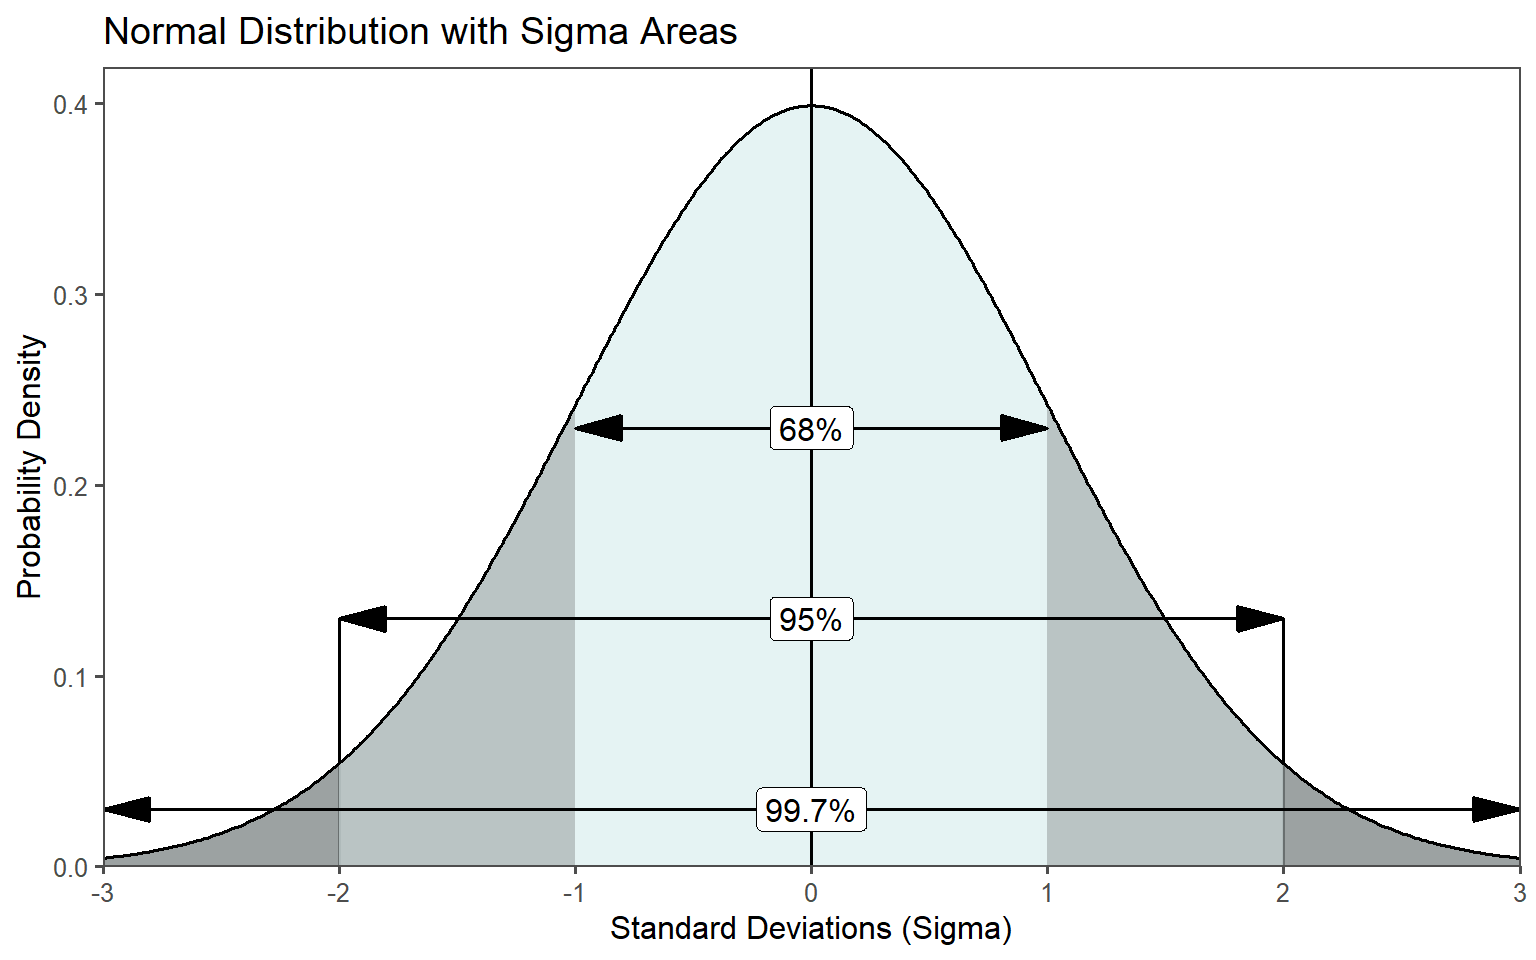 Normal Distribution with Sigma Areas
Probability Density
0.4
0.3
0.2
0.1
0.0
68%
95%
99.7%
-3 -2 -1 0 1 2 3
Standard Deviations (Sigma)